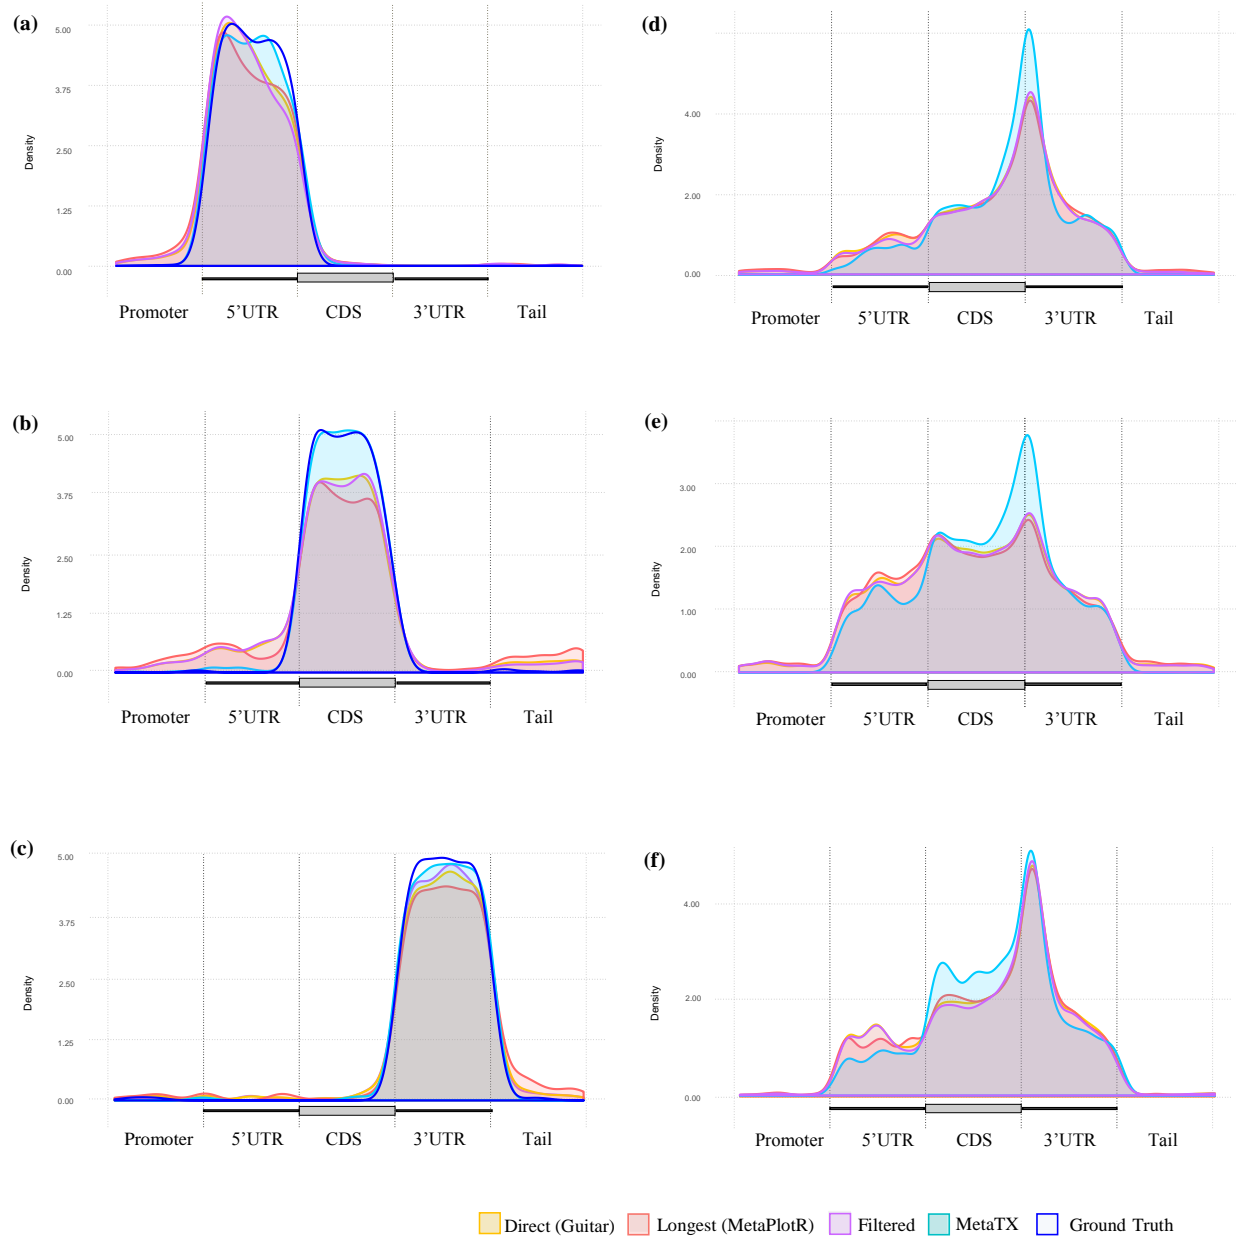 (a)
5.00
3.75
2.50
1.25
0.00
Density
Promoter 5’UTR CDS 3’UTR Tail
(d)
4.00
2.00
0.00
Density
Promoter 5’UTR CDS 3’UTR Tail
(b)
5.00
3.75
2.50
1.25
0.00
Density
Promoter 5’UTR CDS 3’UTR Tail
(e)
3.00
2.00
1.00
0.00
Density
Promoter 5’UTR CDS 3’UTR Tail
(c)
5.00
3.75
2.50
1.25
0.00
Density
Promoter 5’UTR CDS 3’UTR Tail
(f)
4.00
2.00
0.00
Density
Promoter 5’UTR CDS 3’UTR Tail
Direct (Guitar) Longest (MetaPlotR) Filtered MetaTX Ground Truth